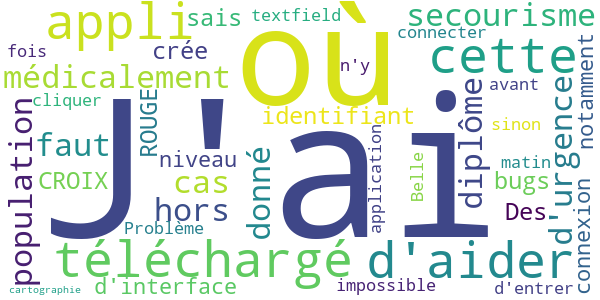 appli
sais
textfield
où
secourisme
connecter
fois
crée
n'y
cette
médicalement
avant
cliquer
identifiant
notamment
J'ai
ROUGE
diplôme
d'urgence
population
faut
niveau
application
sinon
Belle
matin
CROIX
cas
donné
bugs
hors
Des
Problème
connexion
téléchargé
d'aider
d'interface
impossible
d'entrer
cartographie